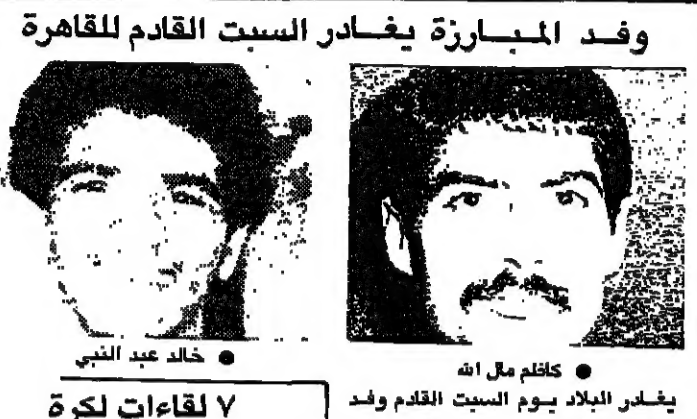 وفد المبارزة يغادر السبت القادم للقاهرة
● كاظم مال الله
● خالد عبد النبي
يغادر البلاد يوم السبت القادم وفد
٧ لقاءات لكرة